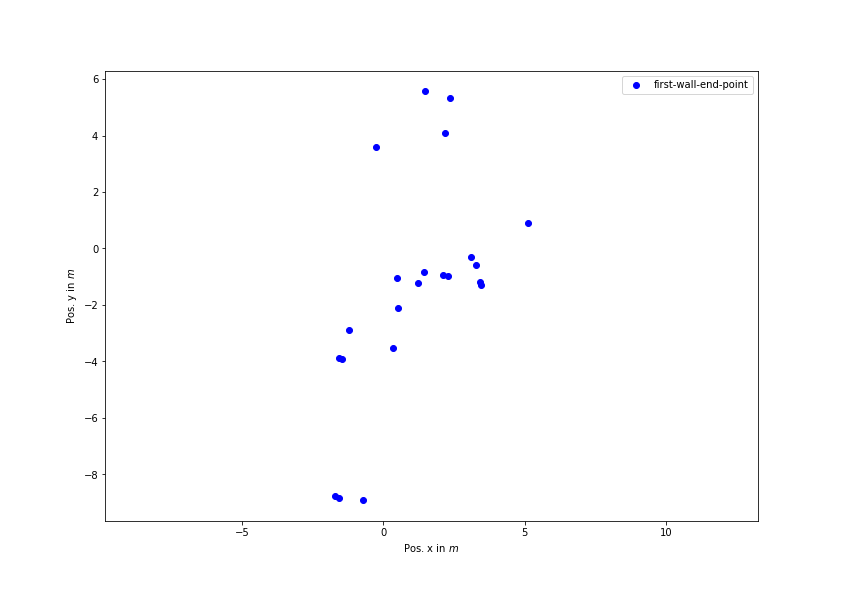 first-wall-end-point
6
4
2
0
−2
−4
−6
−8
Pos. y in m
−5 0 5 10
Pos. x in m